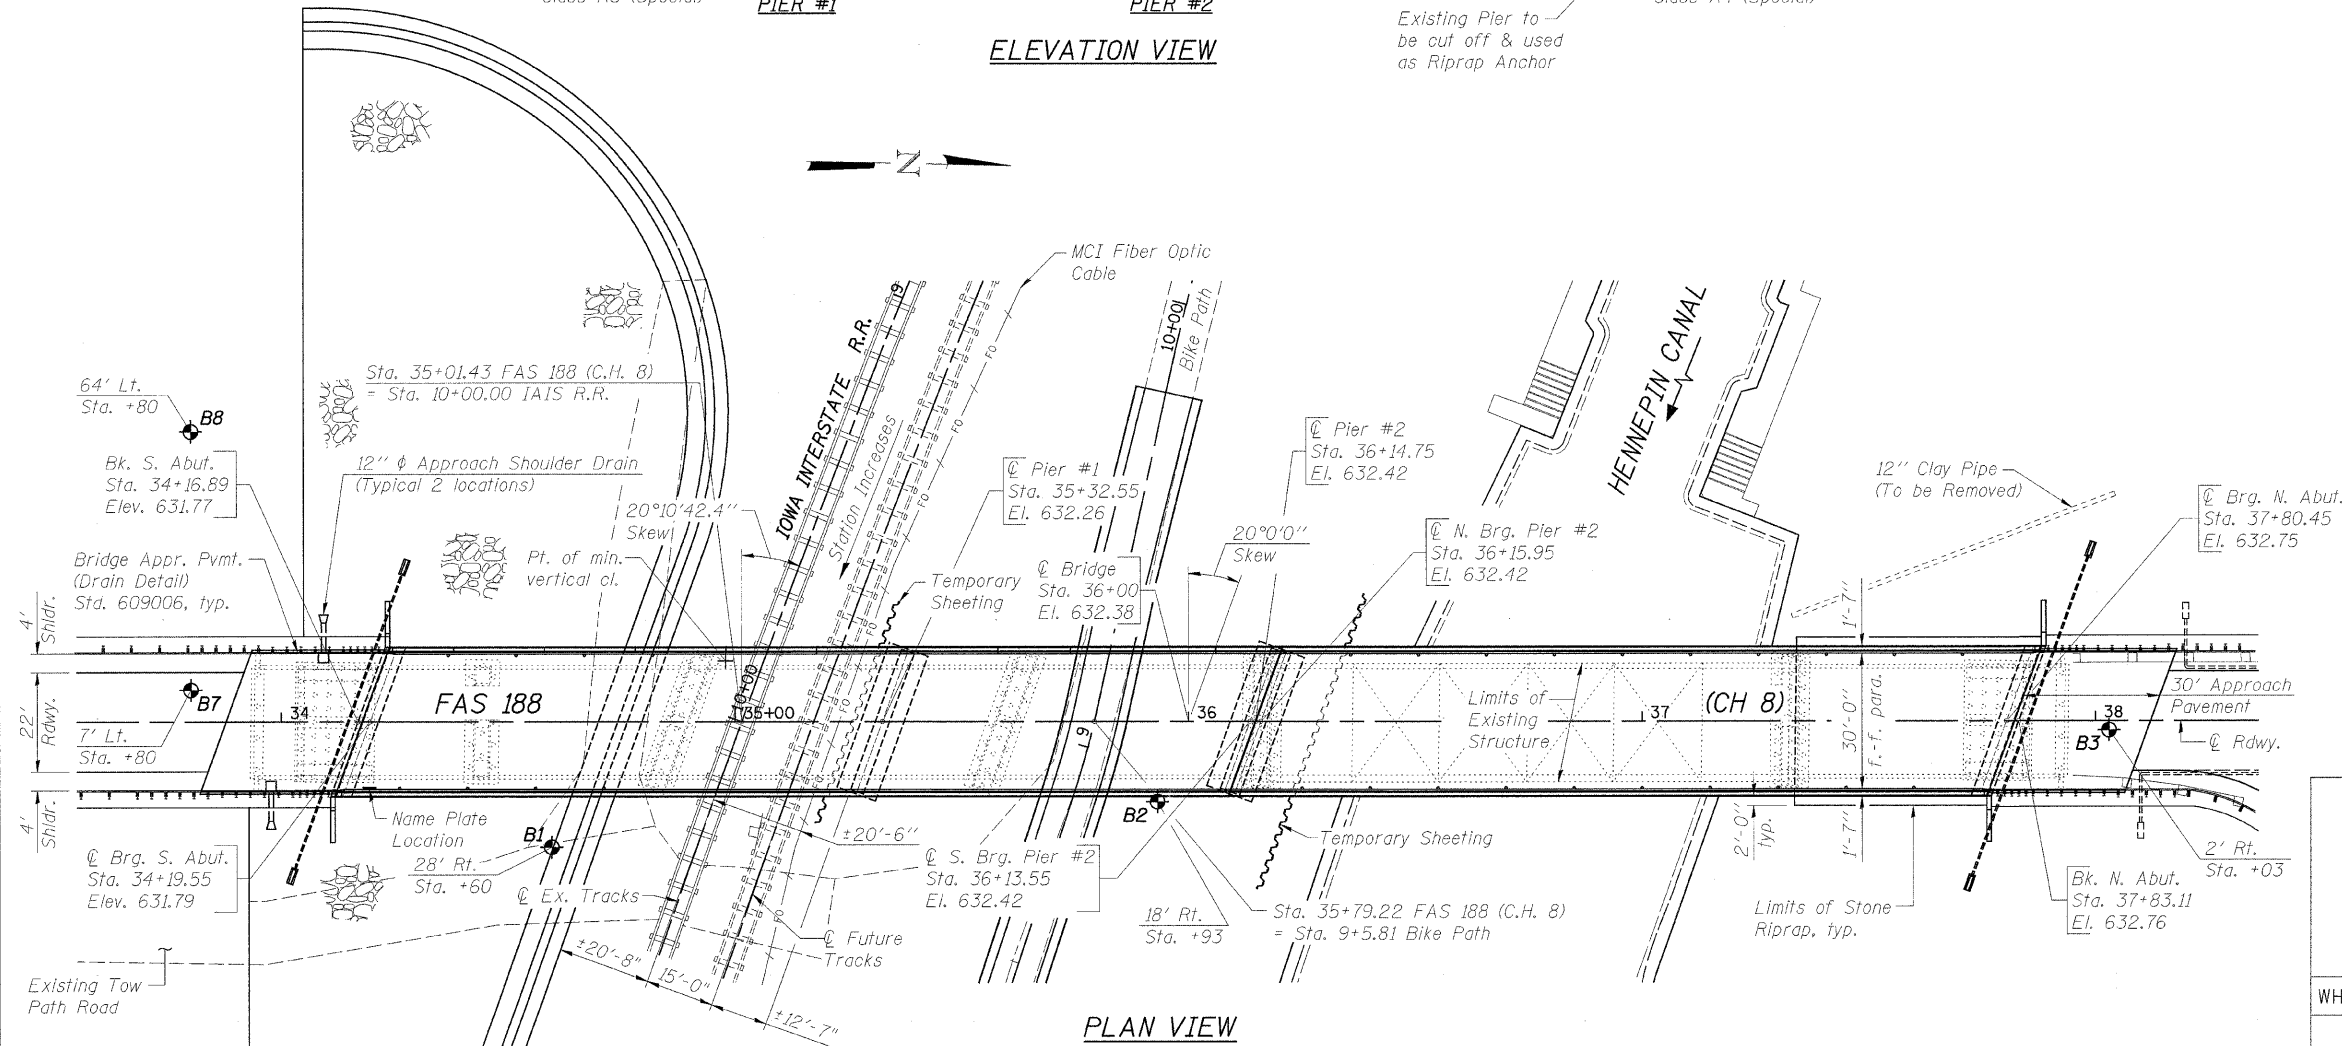 PIER #1
PIER #2
ELEVATION VIEW
Existing Pier to
be cut off & used
as Riprap Anchor
N
MCI Fiber Optic
Cable
IOWA INTERSTATE R.R.
Station Increases
9
FO
FO
FO
FO
FO
FO
10+00
Bike Path
HENNEPIN CANAL
64' Lt.
Sta. +80
B8
Sta. 35+01.43 FAS 188 (C.H. 8)
= Sta. 10+00.00 IAIS R.R.
Bk. S. Abut.
Sta. 34+16.89
Elev. 631.77
12'' ϕ Approach Shoulder Drain
(Typical 2 locations)
20°10'42.4''
Skew
℄ Pier #1
Sta. 35+32.55
El. 632.26
℄ Pier #2
Sta. 36+14.75
El. 632.42
12'' Clay Pipe
(To be Removed)
℄ Brg. N. Abut.
Sta. 37+80.45
El. 632.75
Bridge Appr. Pvmt.
(Drain Detail)
Std. 609006, typ.
Pt. of min.
vertical cl.
Temporary
Sheeting
℄ Bridge
Sta. 36+00
El. 632.38
20°0'0''
Skew
℄ N. Brg. Pier #2
Sta. 36+15.95
El. 632.42
4'
Shldr.
22'
Rdwy.
4'
Shldr.
B7
7' Lt.
Sta. +80
34
FAS 188
10+00
35+00
9
36
Limits of
Existing
Structure
37
(CH 8)
1'-7''
30'-0''
f.-f. para.
1'-7''
38
B3
30' Approach
Pavement
℄ Rdwy.
Name Plate
Location
B1
28' Rt.
Sta. +60
±20'-6''
B2
Temporary Sheeting
2'-0''
typ.
2' Rt.
Sta. +03
℄ Brg. S. Abut.
Sta. 34+19.55
Elev. 631.79
℄ Ex. Tracks
℄ S. Brg. Pier #2
Sta. 36+13.55
El. 632.42
18' Rt.
Sta. +93
Sta. 35+79.22 FAS 188 (C.H. 8)
= Sta. 9+5.81 Bike Path
Limits of Stone
Riprap, typ.
Bk. N. Abut.
Sta. 37+83.11
El. 632.76
℄ Future
Tracks
±20'-8''
15'-0''
±12'-7''
Existing Tow
Path Road
PLAN VIEW
WH